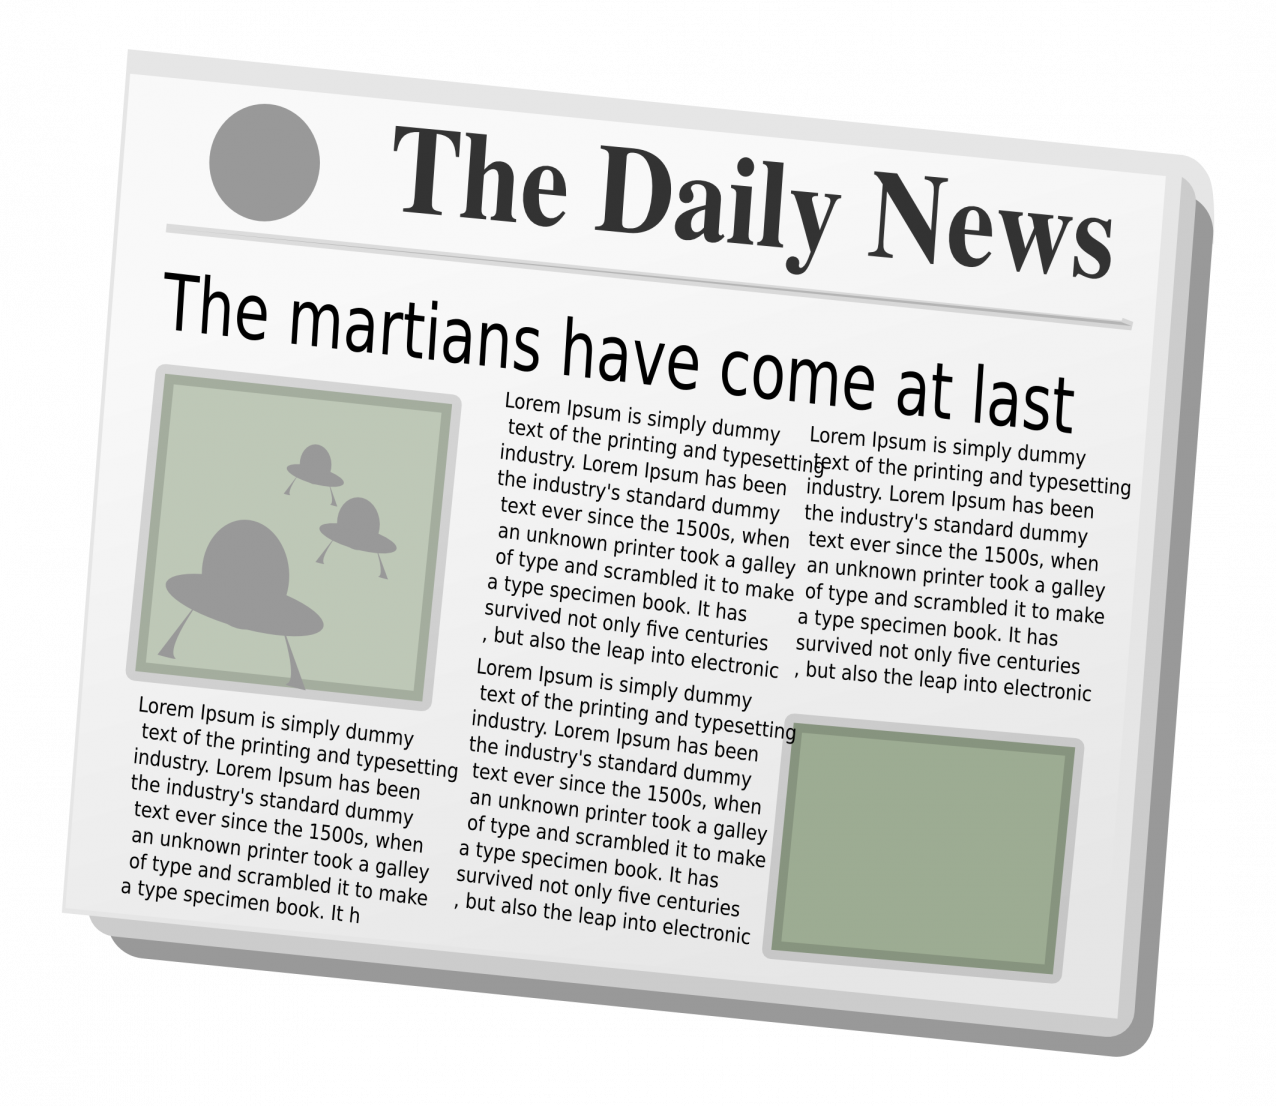 The Daily News
The martians have come at last
Lorem Ipsum is simply dummy
text of the printing and typesetting
industry. Lorem Ipsum has been
the industry's standard dummy
text ever since the 1500s, when
an unknown printer took a galley
of type and scrambled it to make
a type specimen book. It h
Lorem Ipsum is simply dummy
text of the printing and typesetting
industry. Lorem Ipsum has been
the industry's standard dummy
text ever since the 1500s, when
an unknown printer took a galley
of type and scrambled it to make
a type specimen book. It has
survived not only five centuries
, but also the leap into electronic
Lorem Ipsum is simply dummy
text of the printing and typesetting
industry. Lorem Ipsum has been
the industry's standard dummy
text ever since the 1500s, when
an unknown printer took a galley
of type and scrambled it to make
a type specimen book. It has
survived not only five centuries
, but also the leap into electronic
Lorem Ipsum is simply dummy
text of the printing and typesetting
industry. Lorem Ipsum has been
the industry's standard dummy
text ever since the 1500s, when
an unknown printer took a galley
of type and scrambled it to make
a type specimen book. It has
survived not only five centuries
, but also the leap into electronic